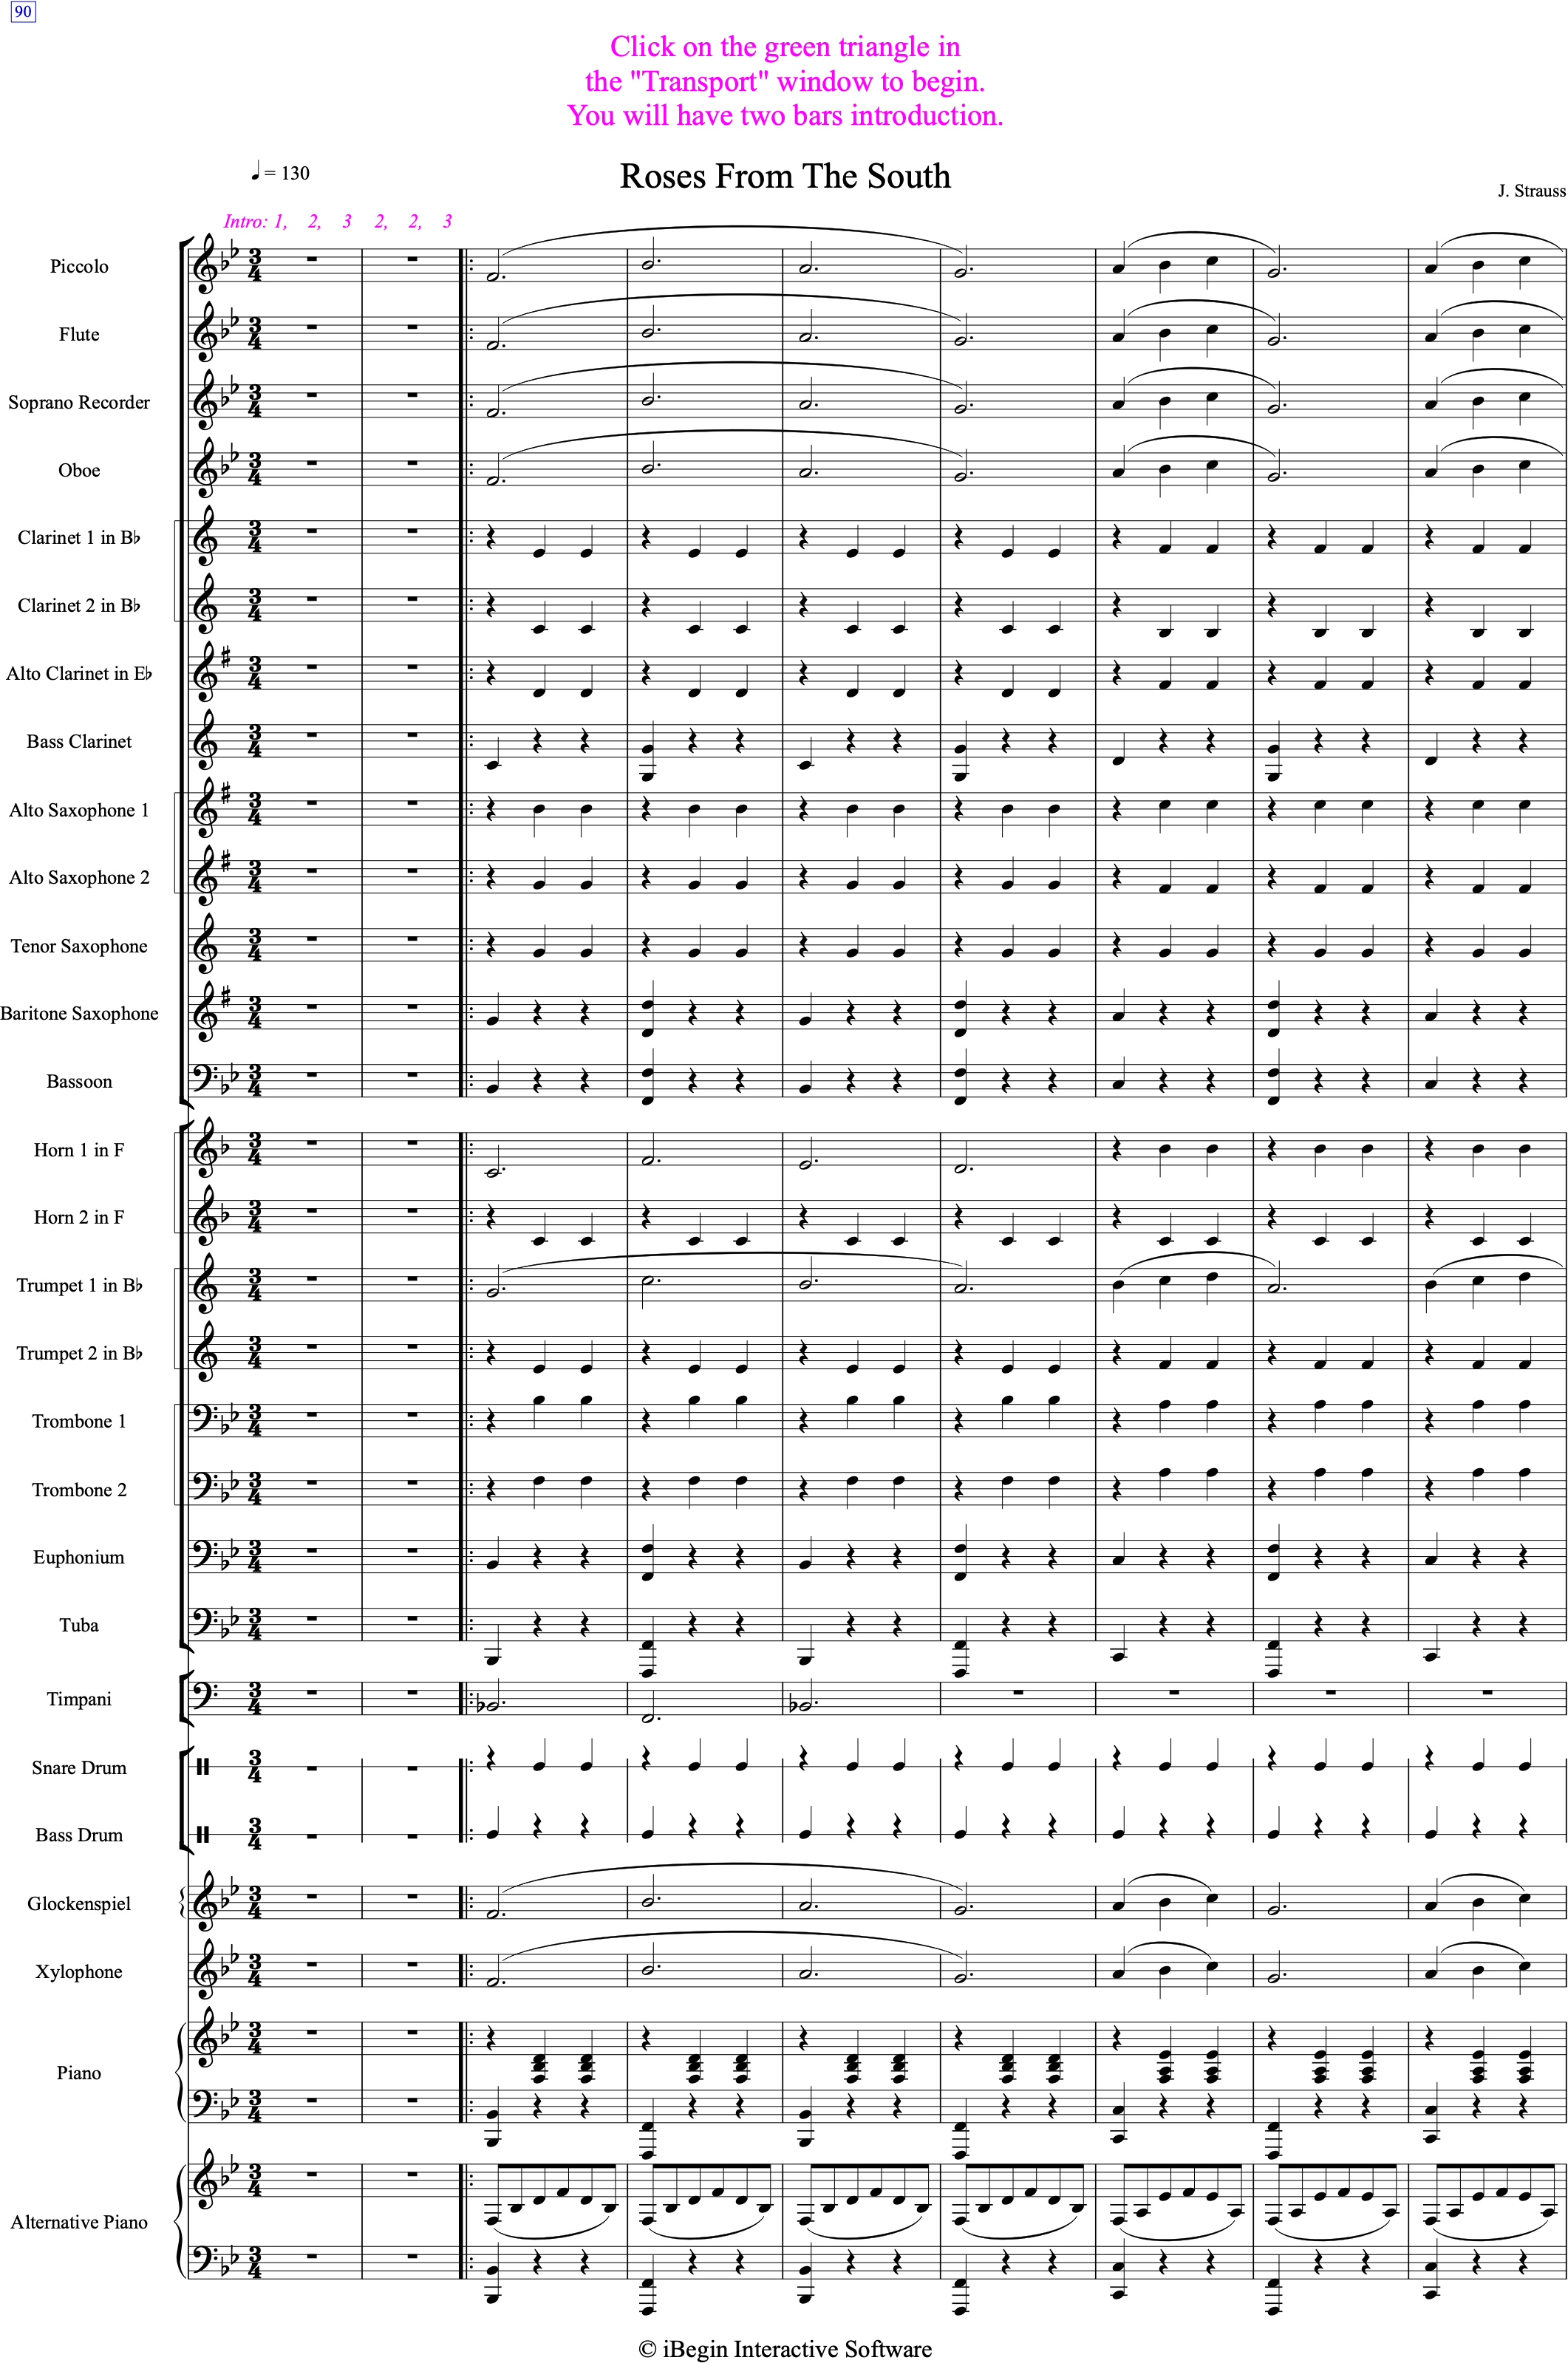 90
Click on the green triangle in
the "Transport" window to begin.
You will have two bars introduction.
♩ = 130
Roses From The South
J. Strauss
Intro: 1, 2, 3 2, 2, 3
Piccolo
Flute
Soprano Recorder
Oboe
Clarinet 1 in B♭
Clarinet 2 in B♭
Alto Clarinet in E♭
Bass Clarinet
Alto Saxophone 1
Alto Saxophone 2
Tenor Saxophone
Baritone Saxophone
Bassoon
Horn 1 in F
Horn 2 in F
Trumpet 1 in B♭
Trumpet 2 in B♭
Trombone 1
Trombone 2
Euphonium
Tuba
Timpani
Snare Drum
Bass Drum
Glockenspiel
Xylophone
Piano
Alternative Piano
© iBegin Interactive Software